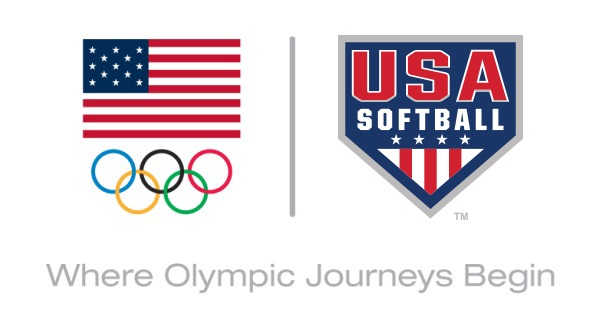 USA
SOFTBALL
TM
Where Olympic Journeys Begin